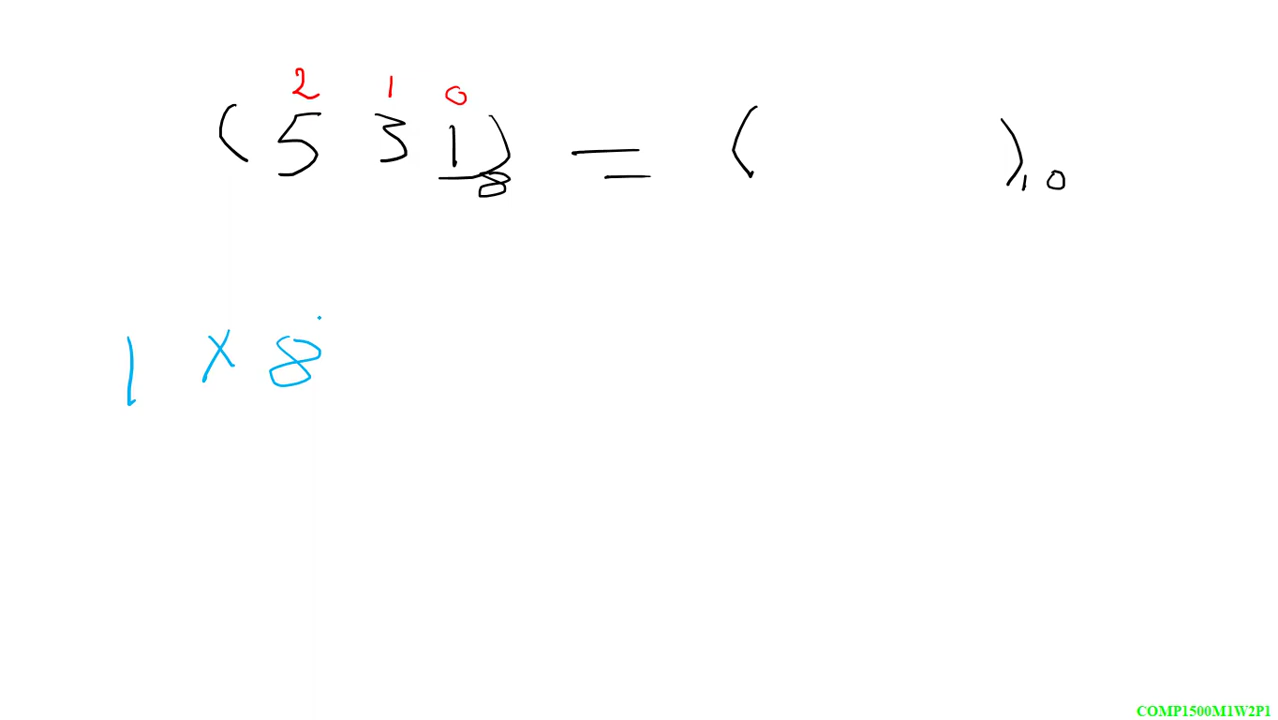 2 1 0
( 5 3 1 )8 = ( )10
1 × 8
COMP1500M1W2P1